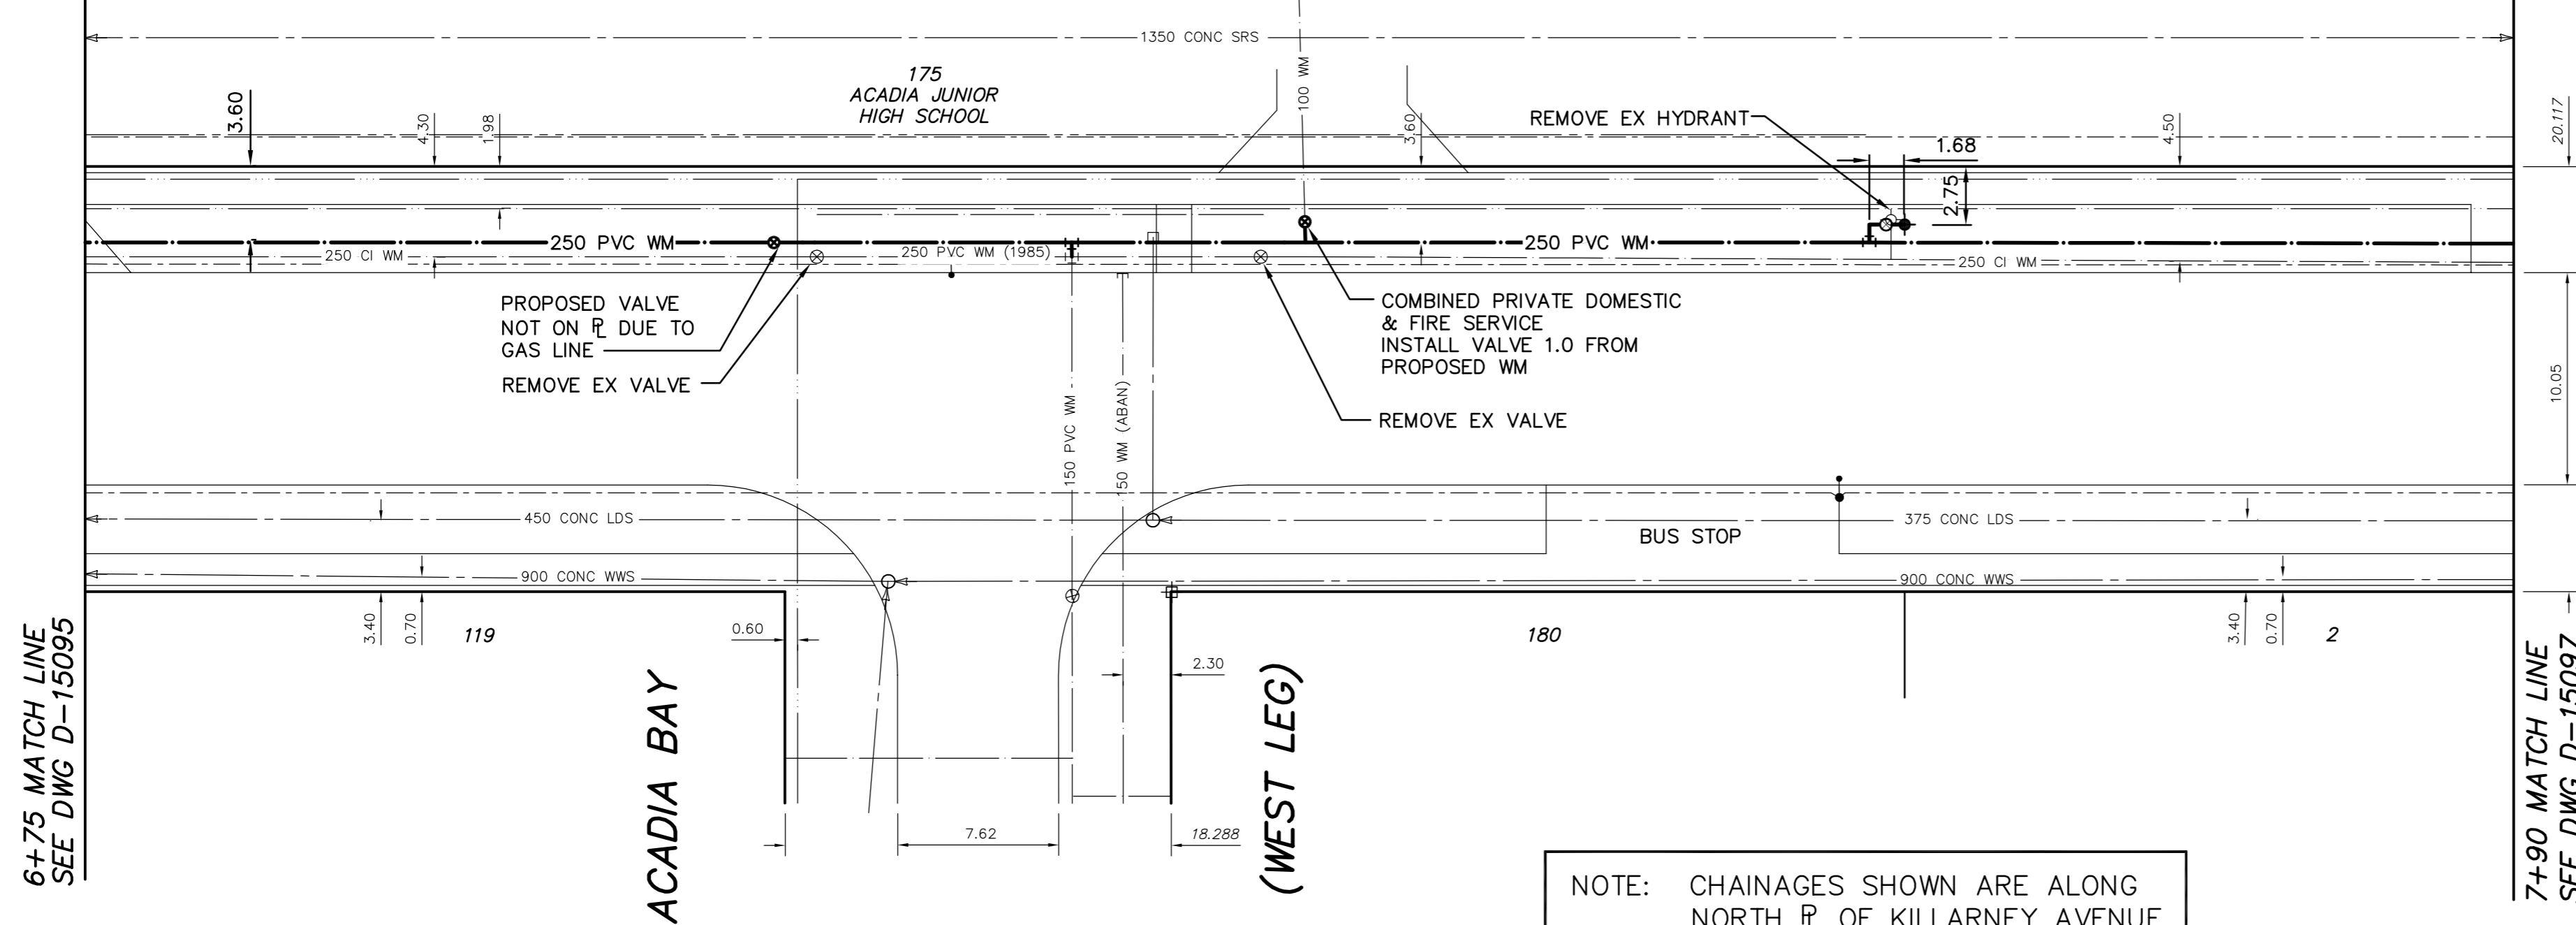 1350 CONC SRS
175
ACADIA JUNIOR
HIGH SCHOOL
100 WM
3.60
4.30
1.98
3.60
REMOVE EX HYDRANT
1.68
2.75
4.50
20.117
250 PVC WM
250 CI WM
250 PVC WM (1985)
250 PVC WM
250 CI WM
PROPOSED VALVE
NOT ON ⅊ DUE TO
GAS LINE
REMOVE EX VALVE
COMBINED PRIVATE DOMESTIC
& FIRE SERVICE
INSTALL VALVE 1.0 FROM
PROPOSED WM
REMOVE EX VALVE
150 PVC WM
150 WM (ABAN)
10.05
450 CONC LDS
375 CONC LDS
BUS STOP
900 CONC WWS
900 CONC WWS
3.40
0.70
119
0.60
2.30
180
3.40
0.70
2
6+75 MATCH LINE
SEE DWG D-15095
ACADIA BAY
(WEST LEG)
7.62
18.288
7+90 MATCH LINE
SEE DWG D-15097
NOTE: CHAINAGES SHOWN ARE ALONG
NORTH ⅊ OF KILLARNEY AVENUE